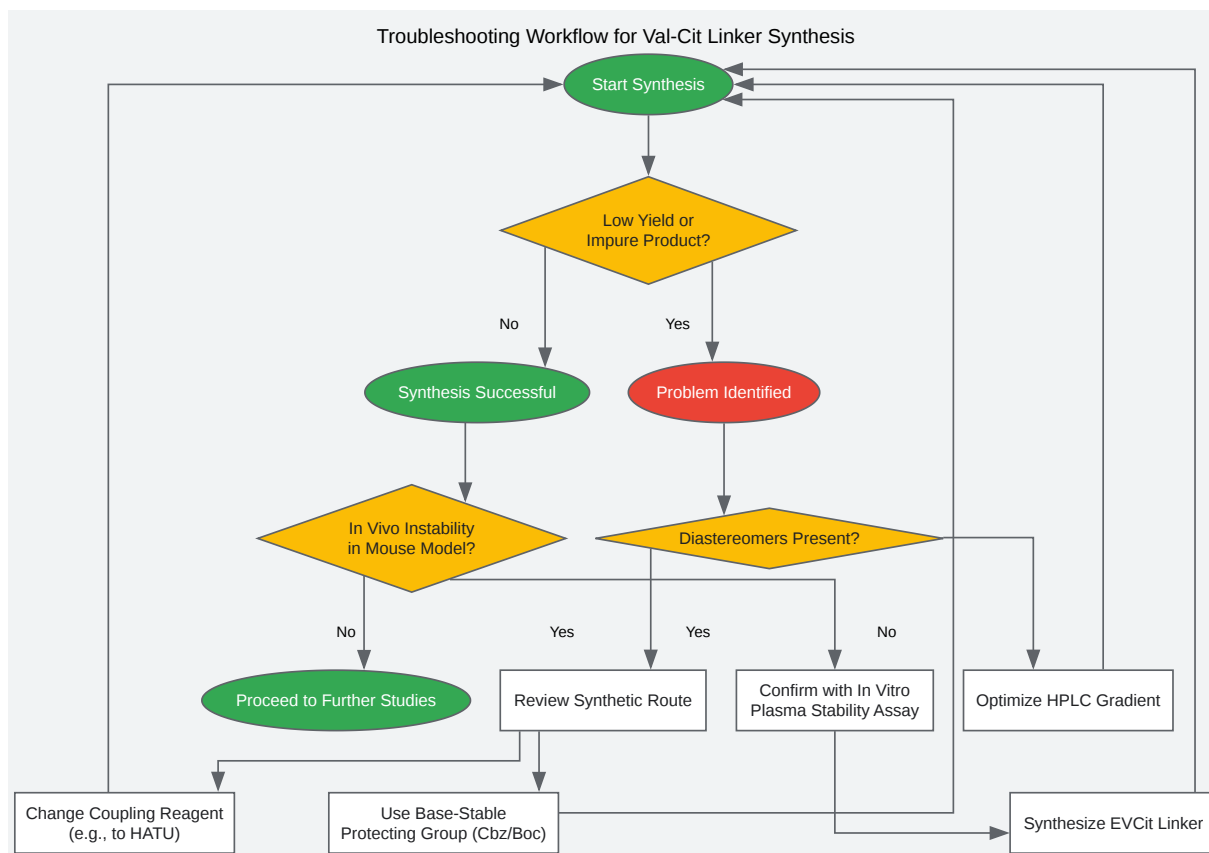 Troubleshooting Workflow for Val-Cit Linker Synthesis
Start Synthesis
Low Yield or
Impure Product?
No
Yes
Synthesis Successful
Problem Identified
In Vivo Instability
in Mouse Model?
Diastereomers Present?
No
Yes
Yes
No
Proceed to Further Studies
Review Synthetic Route
Confirm with In Vitro
Plasma Stability Assay
Optimize HPLC Gradient
Change Coupling Reagent
(e.g., to HATU)
Use Base-Stable
Protecting Group (Cbz/Boc)
Synthesize EVCit Linker